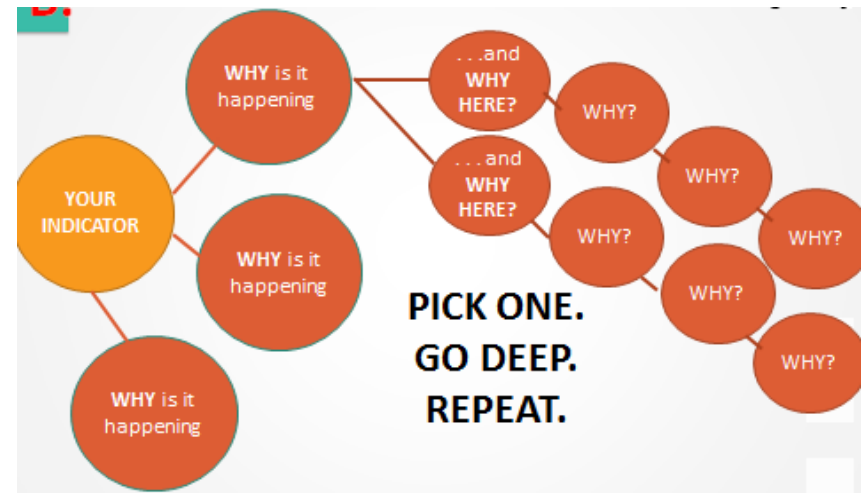 WHY is it
happening
. . .and
WHY
HERE?
WHY?
WHY?
WHY?
. . .and
WHY
HERE?
WHY?
WHY?
WHY?
YOUR
INDICATOR
WHY is it
happening
WHY is it
happening
PICK ONE.
GO DEEP.
REPEAT.